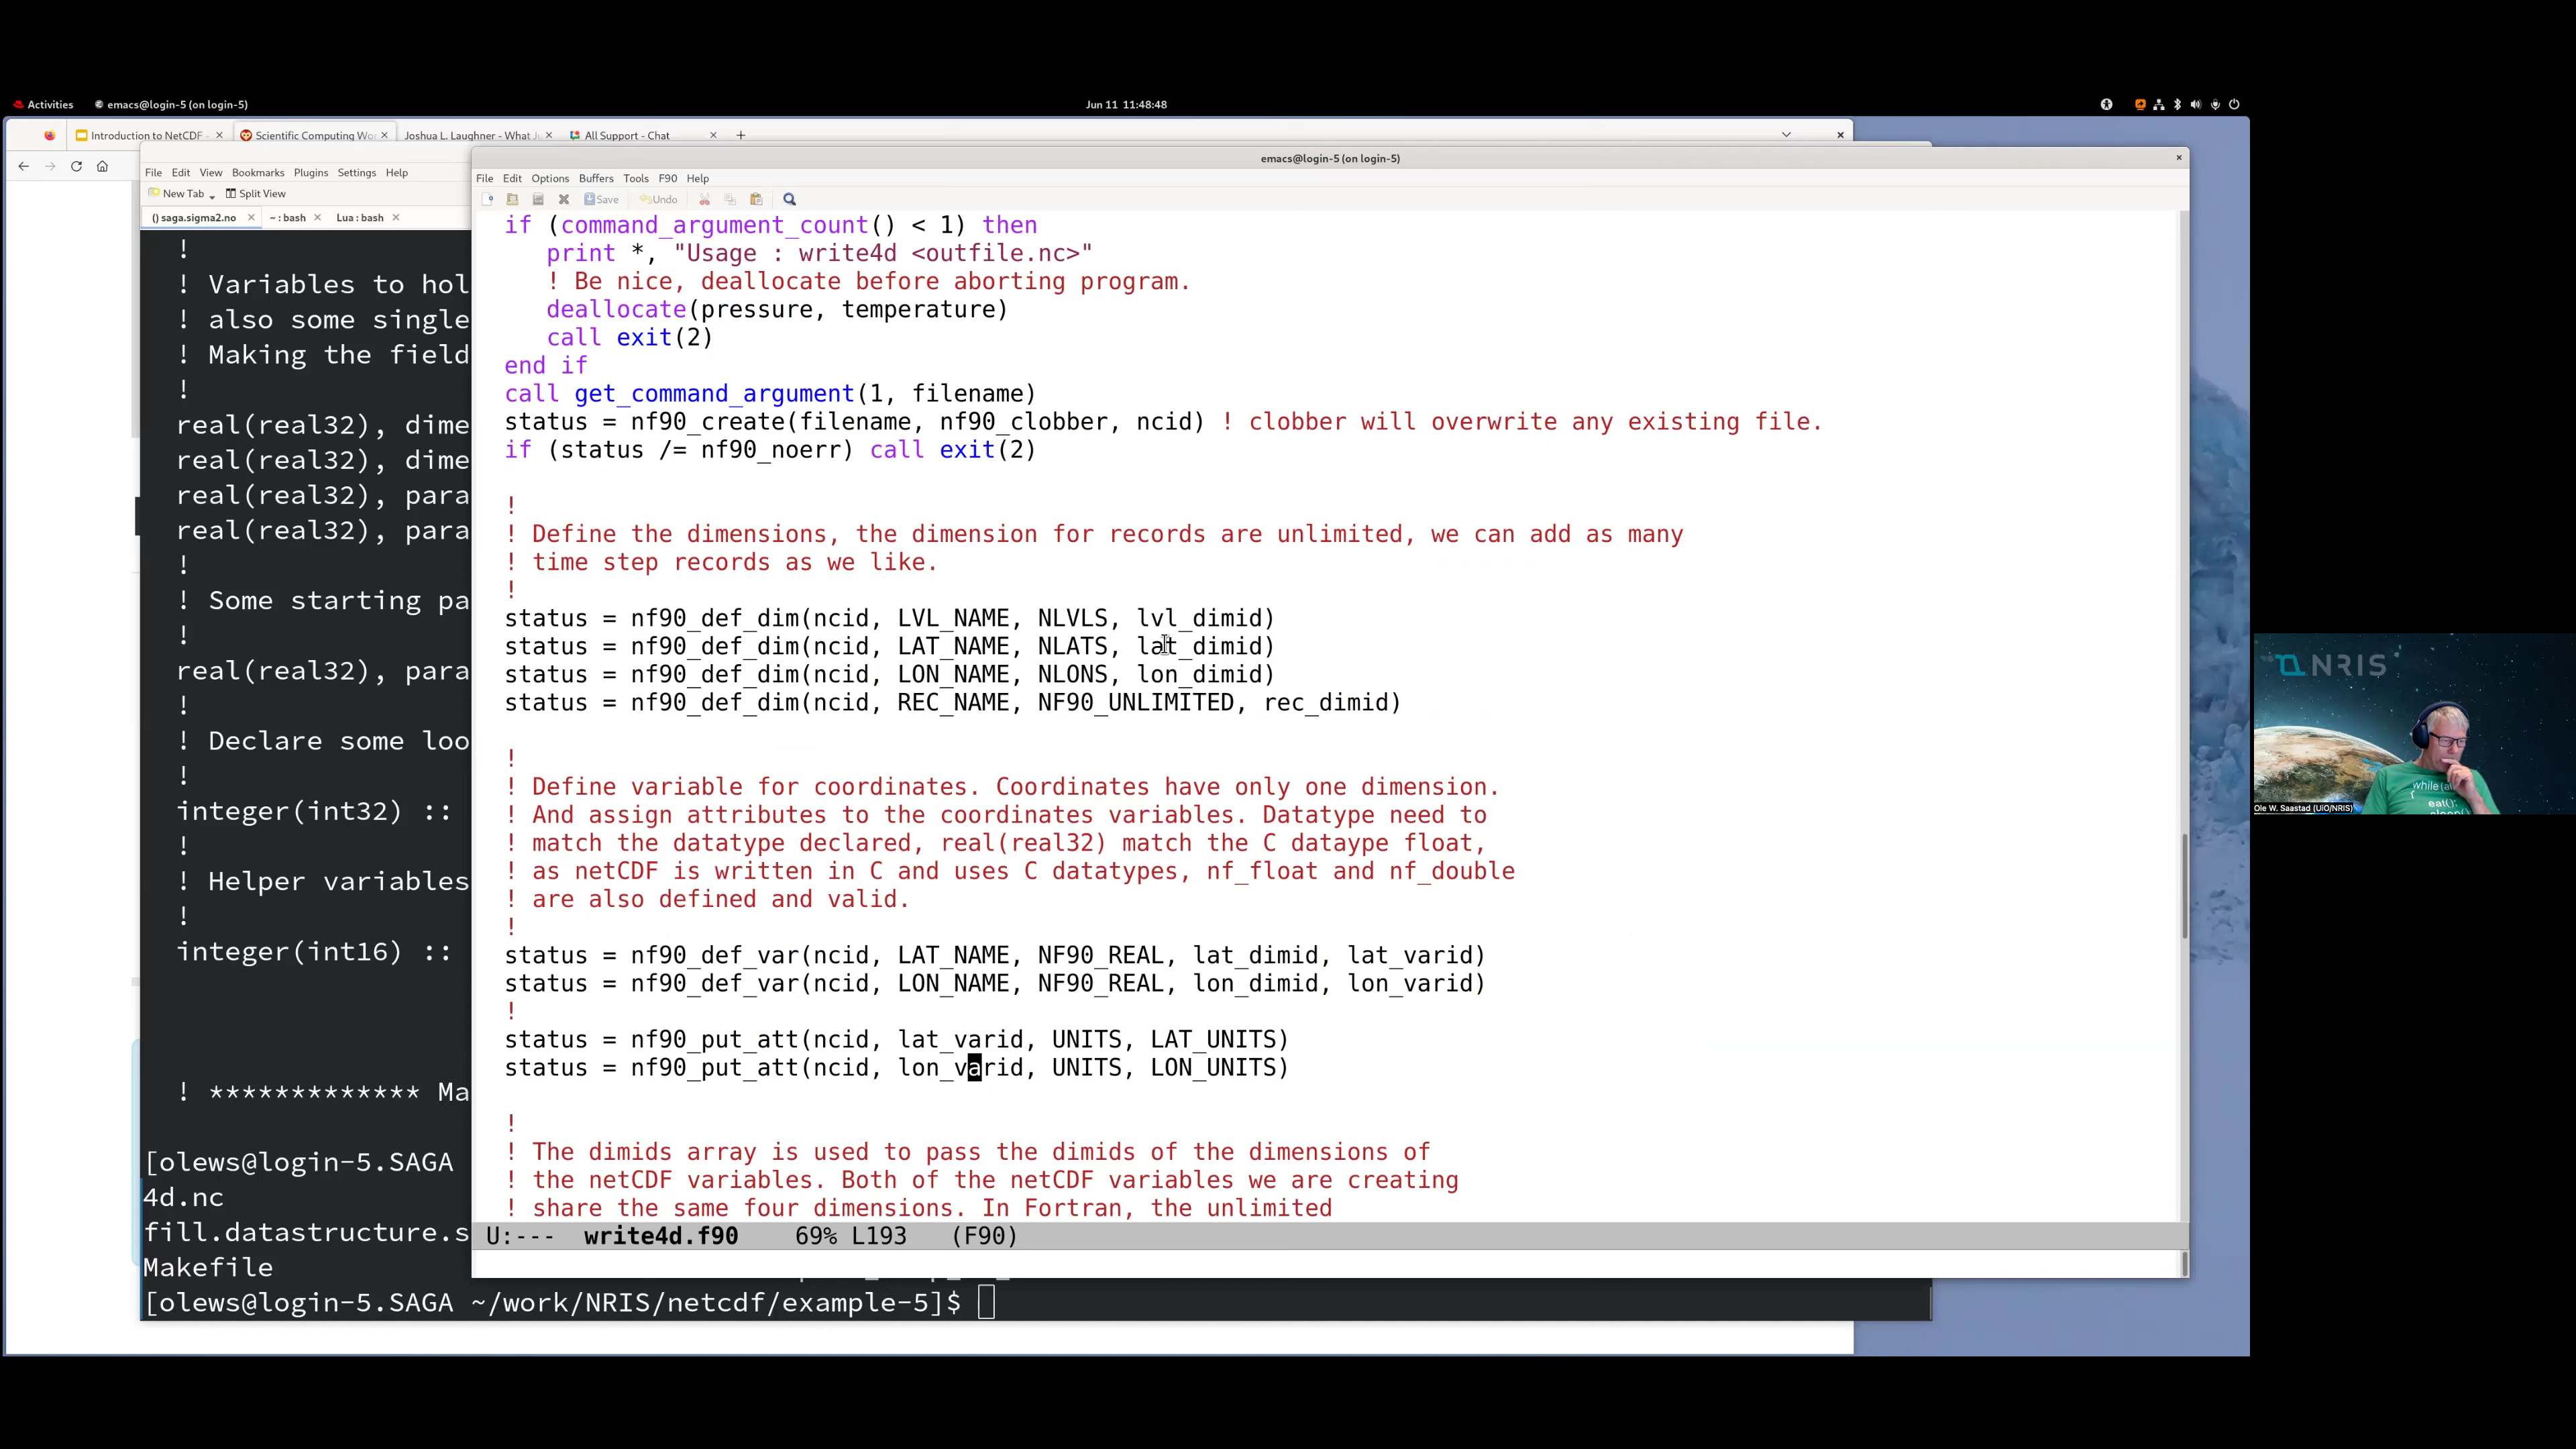 Activities emacs@login-5 (on login-5) Jun 11 11:48:48
Introduction to NetCDF - × Scientific Computing Wo × Joshua L. Laughner - What Ju × All Support - Chat × +
File Edit View Bookmarks Plugins Settings Help
New Tab Split View
() saga.sigma2.no × ~ : bash × Lua : bash ×
!
! Variables to hol
! also some single
! Making the field
!
real(real32), dime
real(real32), dime
real(real32), para
real(real32), para
!
! Some starting pa
!
real(real32), para
!
! Declare some loo
!
integer(int32) ::
!
! Helper variables
!
integer(int16) ::
! ************* Ma
[olews@login-5.SAGA
4d.nc
fill.datastructure.s
Makefile
[olews@login-5.SAGA ~/work/NRIS/netcdf/example-5]$
emacs@login-5 (on login-5) ×
File Edit Options Buffers Tools F90 Help
Save Undo
if (command_argument_count() < 1) then
print *, "Usage : write4d <outfile.nc>"
! Be nice, deallocate before aborting program.
deallocate(pressure, temperature)
call exit(2)
end if
call get_command_argument(1, filename)
status = nf90_create(filename, nf90_clobber, ncid) ! clobber will overwrite any existing file.
if (status /= nf90_noerr) call exit(2)
!
! Define the dimensions, the dimension for records are unlimited, we can add as many
! time step records as we like.
!
status = nf90_def_dim(ncid, LVL_NAME, NLVLS, lvl_dimid)
status = nf90_def_dim(ncid, LAT_NAME, NLATS, lat_dimid)
status = nf90_def_dim(ncid, LON_NAME, NLONS, lon_dimid)
status = nf90_def_dim(ncid, REC_NAME, NF90_UNLIMITED, rec_dimid)
!
! Define variable for coordinates. Coordinates have only one dimension.
! And assign attributes to the coordinates variables. Datatype need to
! match the datatype declared, real(real32) match the C dataype float,
! as netCDF is written in C and uses C datatypes, nf_float and nf_double
! are also defined and valid.
!
status = nf90_def_var(ncid, LAT_NAME, NF90_REAL, lat_dimid, lat_varid)
status = nf90_def_var(ncid, LON_NAME, NF90_REAL, lon_dimid, lon_varid)
!
status = nf90_put_att(ncid, lat_varid, UNITS, LAT_UNITS)
status = nf90_put_att(ncid, lon_varid, UNITS, LON_UNITS)
!
! The dimids array is used to pass the dimids of the dimensions of
! the netCDF variables. Both of the netCDF variables we are creating
! share the same four dimensions. In Fortran, the unlimited
U:--- write4d.f90 69% L193 (F90)
NRIS
while (al
eat();
Ole W. Saastad (UiO/NRIS)